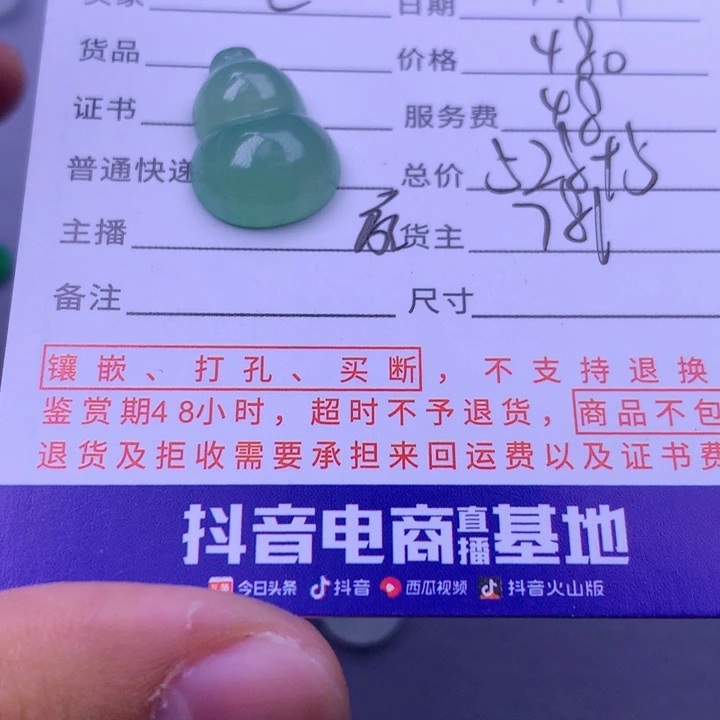 日期
货品 价格 480
证书 服务费 48
普通快递 总价 528+5
主播 货主 781
备注 尺寸
镶嵌、打孔、买断，不支持退换
鉴赏期48小时，超时不予退货，商品不包
退货及拒收需要承担来回运费以及证书费
抖音电商直播基地
今日头条 抖音 西瓜视频 抖音火山版